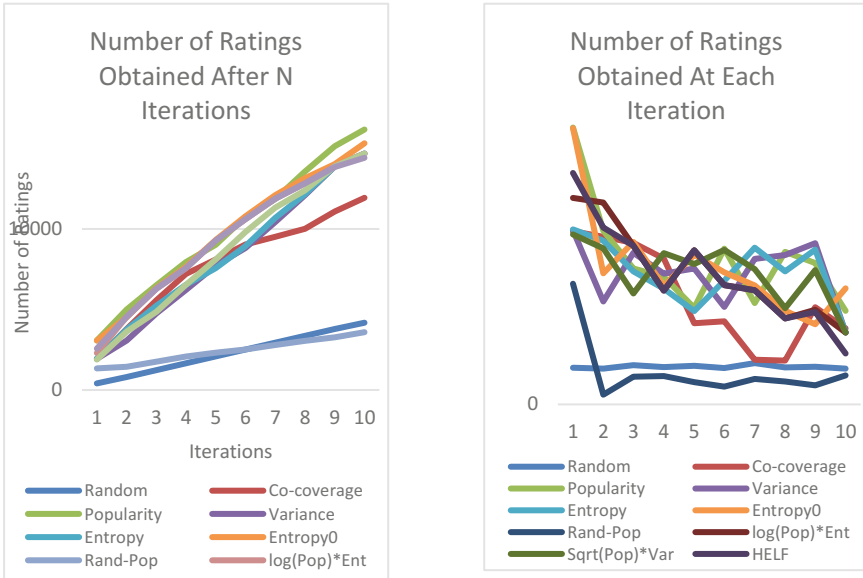 Number of Ratings
Obtained After N
Iterations
Number of Ratings
10000
0
1 2 3 4 5 6 7 8 9 10
Iterations
Random Co-coverage
Popularity Variance
Entropy Entropy0
Rand-Pop log(Pop)*Ent
Number of Ratings
Obtained At Each
Iteration
0
1 2 3 4 5 6 7 8 9 10
Random Co-coverage
Popularity Variance
Entropy Entropy0
Rand-Pop log(Pop)*Ent
Sqrt(Pop)*Var HELF